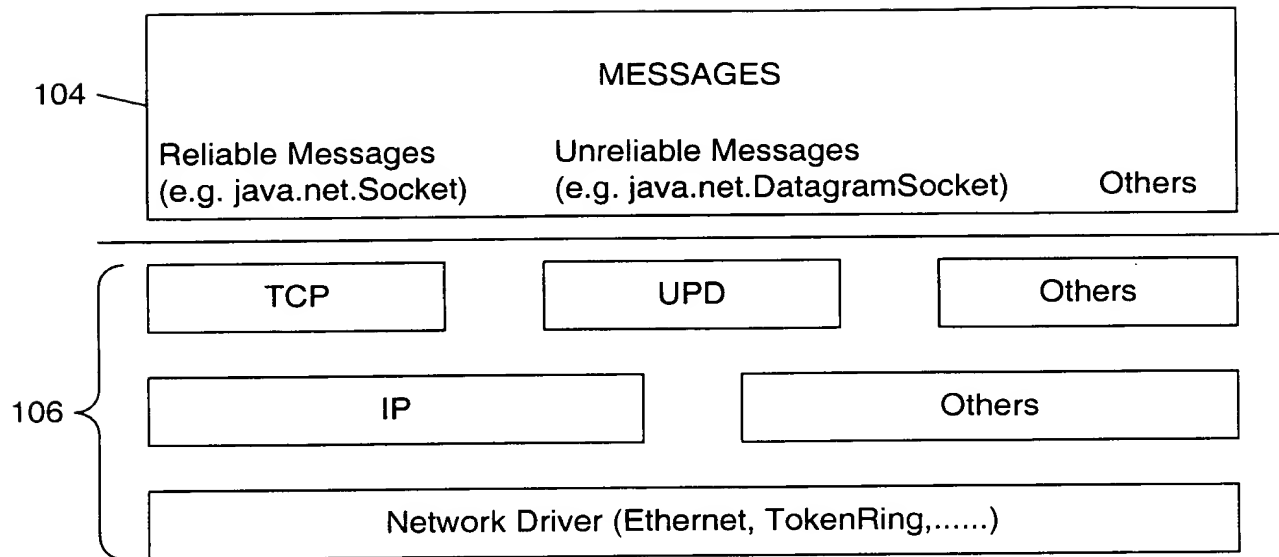 MESSAGES
104
Reliable Messages
(e.g. java.net.Socket)
Unreliable Messages
(e.g. java.net.DatagramSocket)
Others
TCP
UPD
Others
106
IP
Others
Network Driver (Ethernet, TokenRing,......)